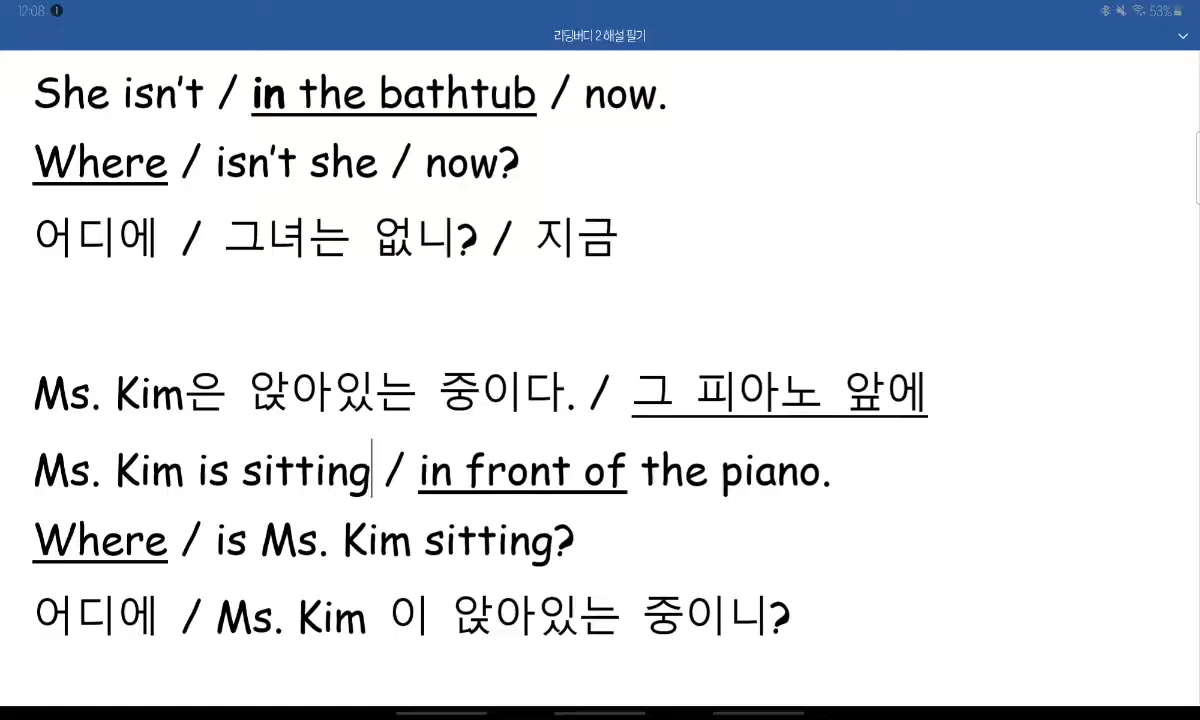 12:08
53%
리딩버디 2 해설 필기
She isn't / in the bathtub / now.
Where / isn't she / now?
어디에 / 그녀는 없니? / 지금
Ms. Kim은 앉아있는 중이다. / 그 피아노 앞에
Ms. Kim is sitting / in front of the piano.
Where / is Ms. Kim sitting?
어디에 / Ms. Kim 이 앉아있는 중이니?